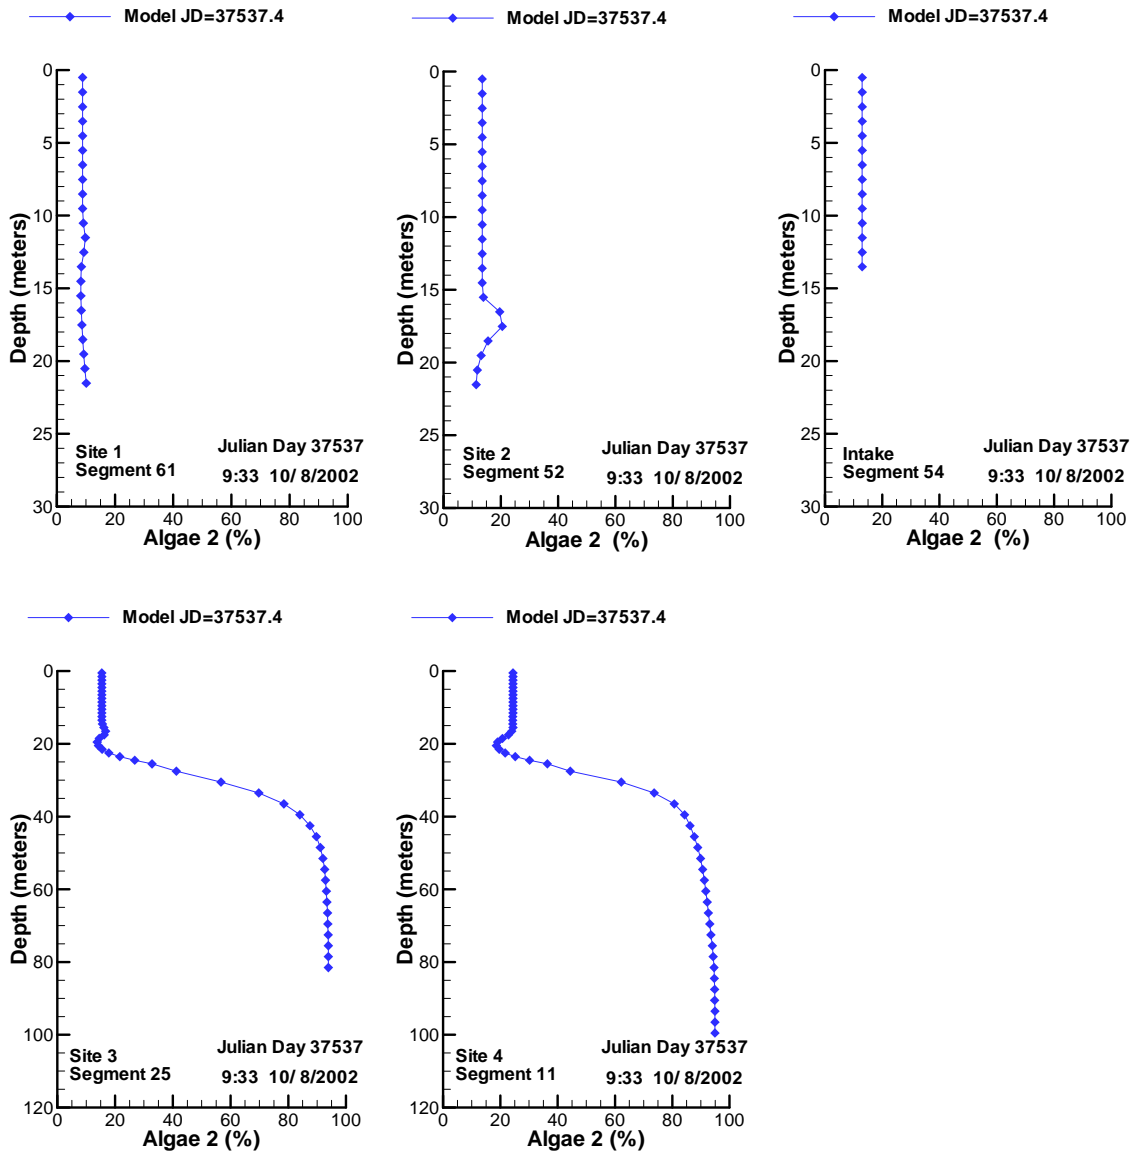 Model JD=37537.4
0
5
10
15
20
25
30
Depth (meters)
Site 1
Segment 61
Julian Day 37537
9:33 10/ 8/2002
0 20 40 60 80 100
Algae 2 (%)
Model JD=37537.4
0
5
10
15
20
25
30
Depth (meters)
Site 2
Segment 52
Julian Day 37537
9:33 10/ 8/2002
0 20 40 60 80 100
Algae 2 (%)
Model JD=37537.4
0
5
10
15
20
25
30
Depth (meters)
Intake
Segment 54
Julian Day 37537
9:33 10/ 8/2002
0 20 40 60 80 100
Algae 2 (%)
Model JD=37537.4
0
20
40
60
80
100
120
Depth (meters)
Site 3
Segment 25
Julian Day 37537
9:33 10/ 8/2002
0 20 40 60 80 100
Algae 2 (%)
Model JD=37537.4
0
20
40
60
80
100
120
Depth (meters)
Site 4
Segment 11
Julian Day 37537
9:33 10/ 8/2002
0 20 40 60 80 100
Algae 2 (%)